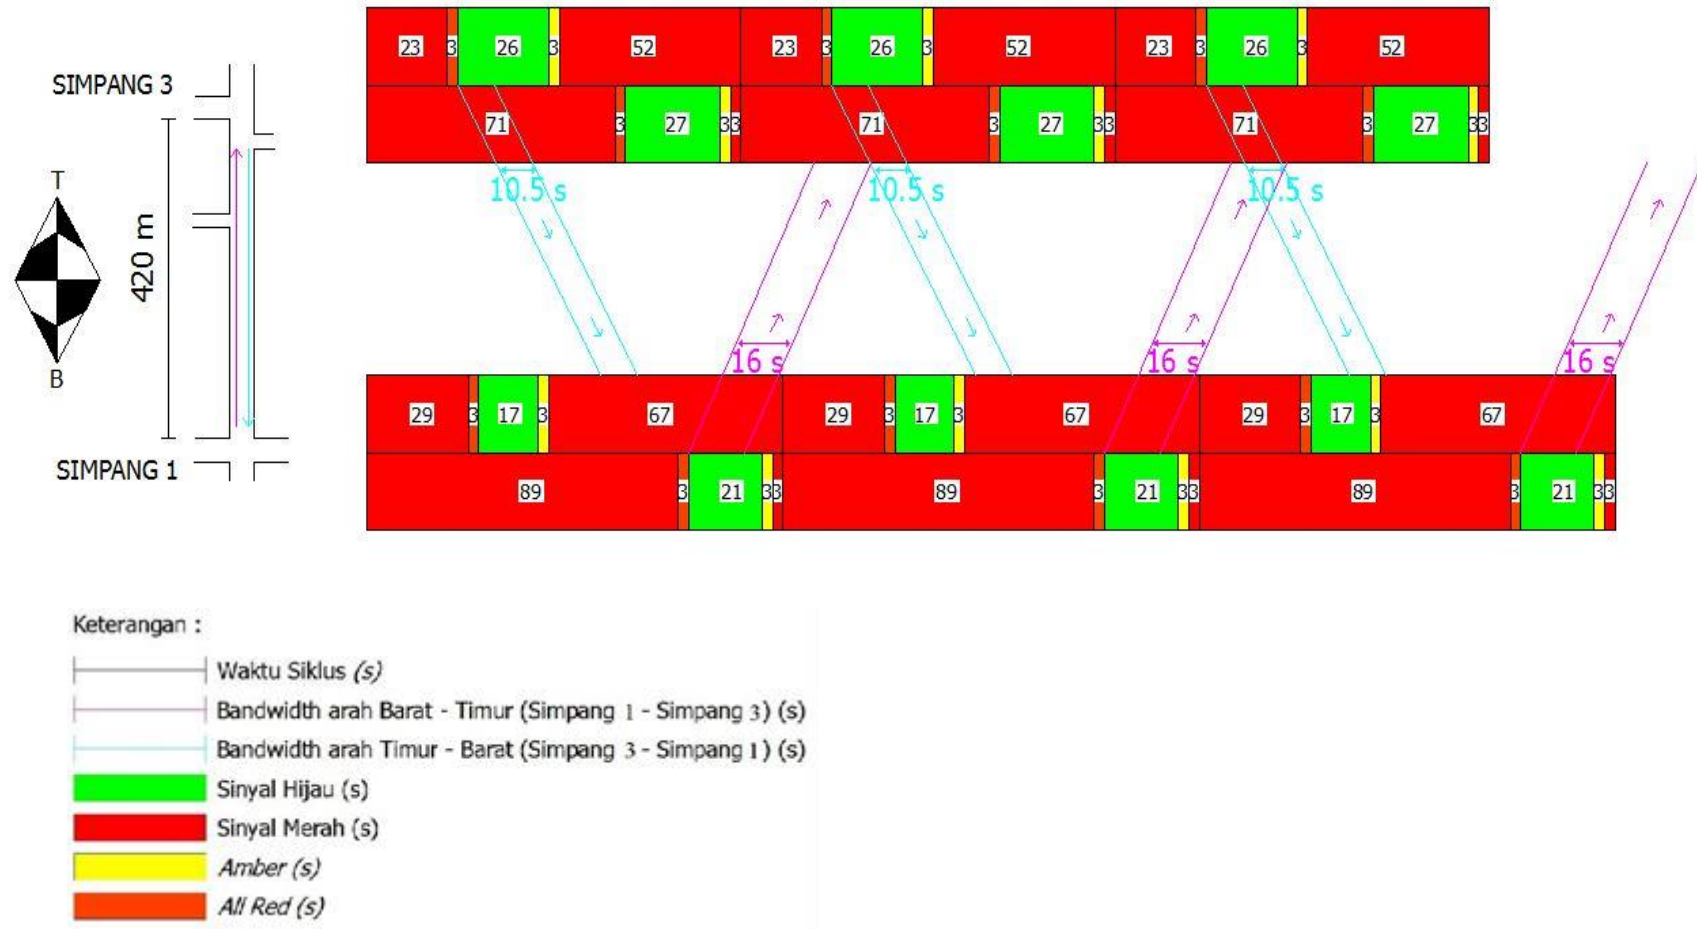 23 3 26 3 52 23 3 26 3 52 23 3 26 3 52
SIMPANG 3
71 3 27 3 3 71 3 27 3 3 71 3 27 3 3
10.5 s 10.5 s 10.5 s
T
420 m
B
16 s 16 s 16 s
29 3 17 3 67 29 3 17 3 67 29 3 17 3 67
SIMPANG 1
89 3 21 3 3 89 3 21 3 3 89 3 21 3 3
Keterangan :
Waktu Siklus (s)
Bandwidth arah Barat - Timur (Simpang 1 - Simpang 3) (s)
Bandwidth arah Timur - Barat (Simpang 3 - Simpang 1) (s)
Sinyal Hijau (s)
Sinyal Merah (s)
Amber (s)
All Red (s)